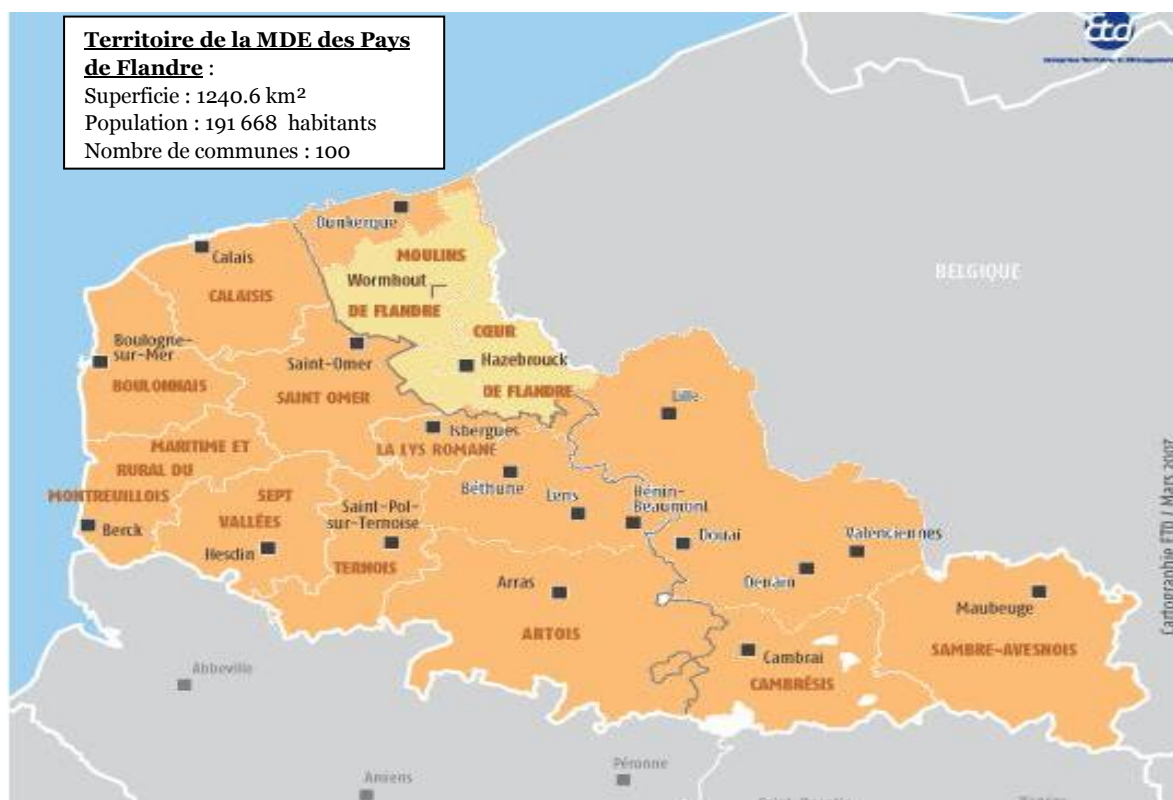 Territoire de la MDE des Pays
de Flandre :
Superficie : 1240.6 km²
Population : 191 668 habitants
Nombre de communes : 100
Etd
Dunkerque
Calais
MOULINS
BELGIQUE
Wormhout
CALAISIS
DE FLANDRE
CŒUR
Boulogne-
sur-Mer
Saint-Omer
Hazebrouck
BOULONNAIS
SAINT OMER
DE FLANDRE
Lille
Isbergues
MARITIME ET
RURAL DU
MONTREUILLOIS
LA LYS ROMANE
Béthune
Lens
Hénin-
Beaumont
SEPT
VALLÉES
Saint-Pol-
sur-Ternoise
Berck
Hesdin
TERNOIS
Douai
Valenciennes
Denain
Arras
Maubeuge
ARTOIS
Cambrai
SAMBRE-AVESNOIS
CAMBRÉSIS
Abbeville
Péronne
Amiens
Cartographie ETD / Mars 2007